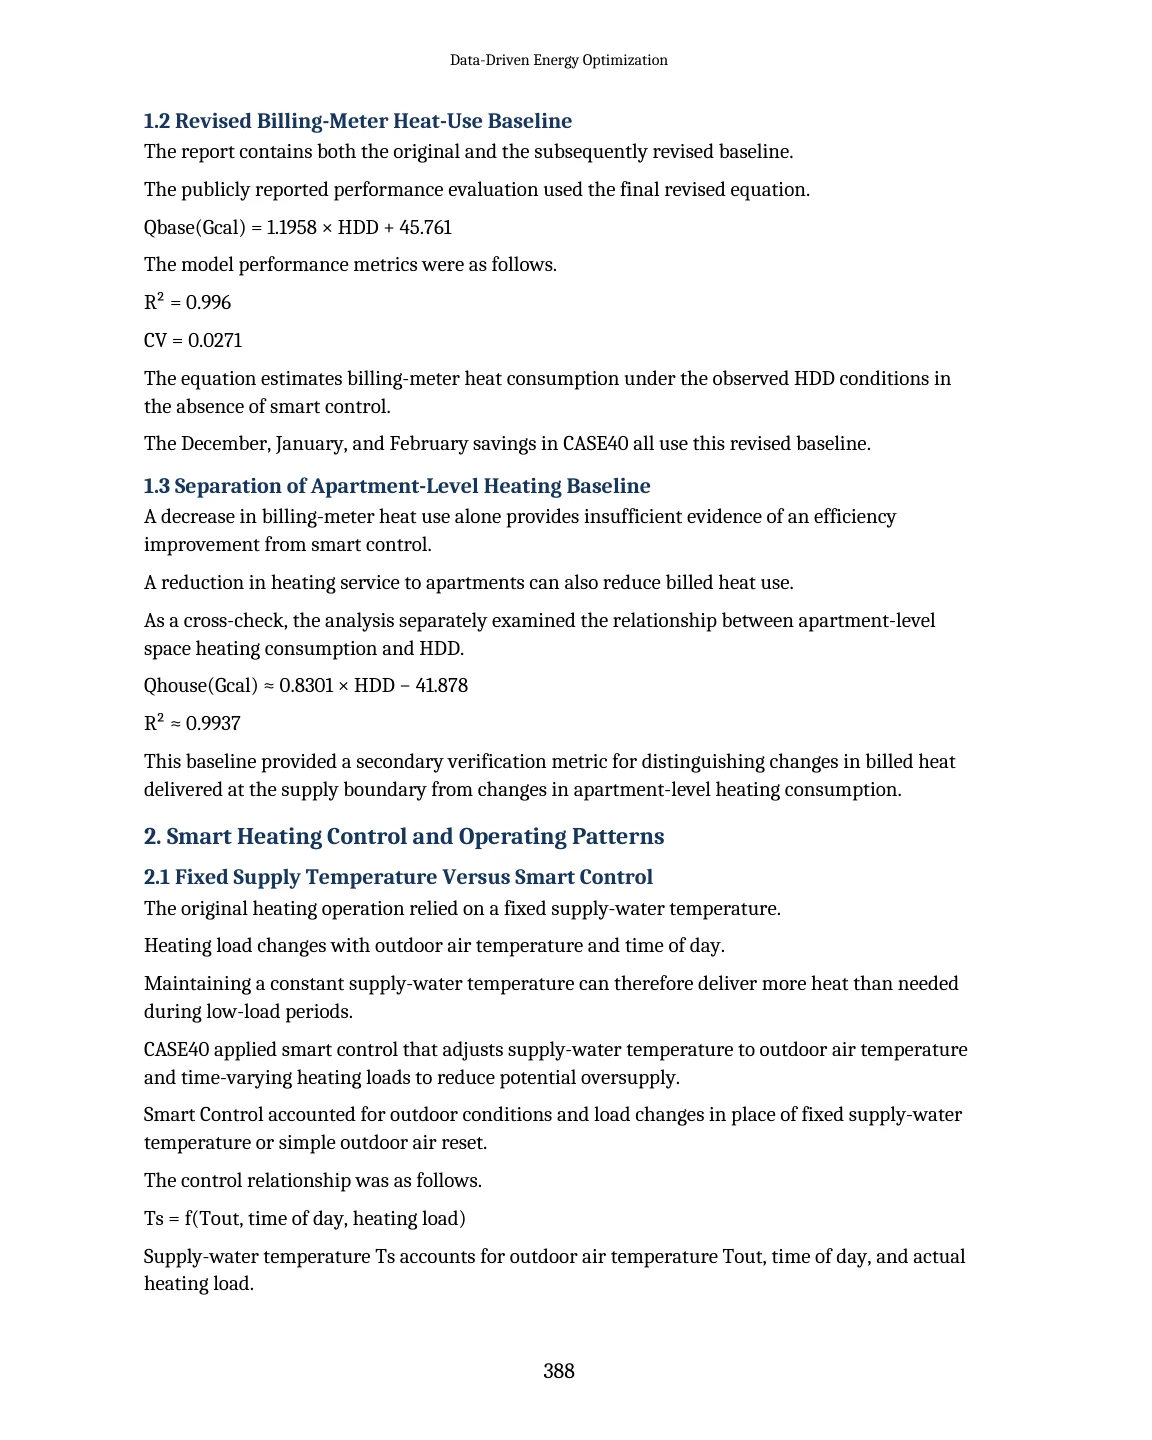 Data-Driven Energy Optimization
1.2 Revised Billing-Meter Heat-Use Baseline
The report contains both the original and the subsequently revised baseline.
The publicly reported performance evaluation used the final revised equation.
Qbase(Gcal) = 1.1958 × HDD + 45.761
The model performance metrics were as follows.
R² = 0.996
CV = 0.0271
The equation estimates billing-meter heat consumption under the observed HDD conditions in
the absence of smart control.
The December, January, and February savings in CASE40 all use this revised baseline.
1.3 Separation of Apartment-Level Heating Baseline
A decrease in billing-meter heat use alone provides insufficient evidence of an efficiency
improvement from smart control.
A reduction in heating service to apartments can also reduce billed heat use.
As a cross-check, the analysis separately examined the relationship between apartment-level
space heating consumption and HDD.
Qhouse(Gcal) ≈ 0.8301 × HDD − 41.878
R² ≈ 0.9937
This baseline provided a secondary verification metric for distinguishing changes in billed heat
delivered at the supply boundary from changes in apartment-level heating consumption.
2. Smart Heating Control and Operating Patterns
2.1 Fixed Supply Temperature Versus Smart Control
The original heating operation relied on a fixed supply-water temperature.
Heating load changes with outdoor air temperature and time of day.
Maintaining a constant supply-water temperature can therefore deliver more heat than needed
during low-load periods.
CASE40 applied smart control that adjusts supply-water temperature to outdoor air temperature
and time-varying heating loads to reduce potential oversupply.
Smart Control accounted for outdoor conditions and load changes in place of fixed supply-water
temperature or simple outdoor air reset.
The control relationship was as follows.
Ts = f(Tout, time of day, heating load)
Supply-water temperature Ts accounts for outdoor air temperature Tout, time of day, and actual
heating load.
388